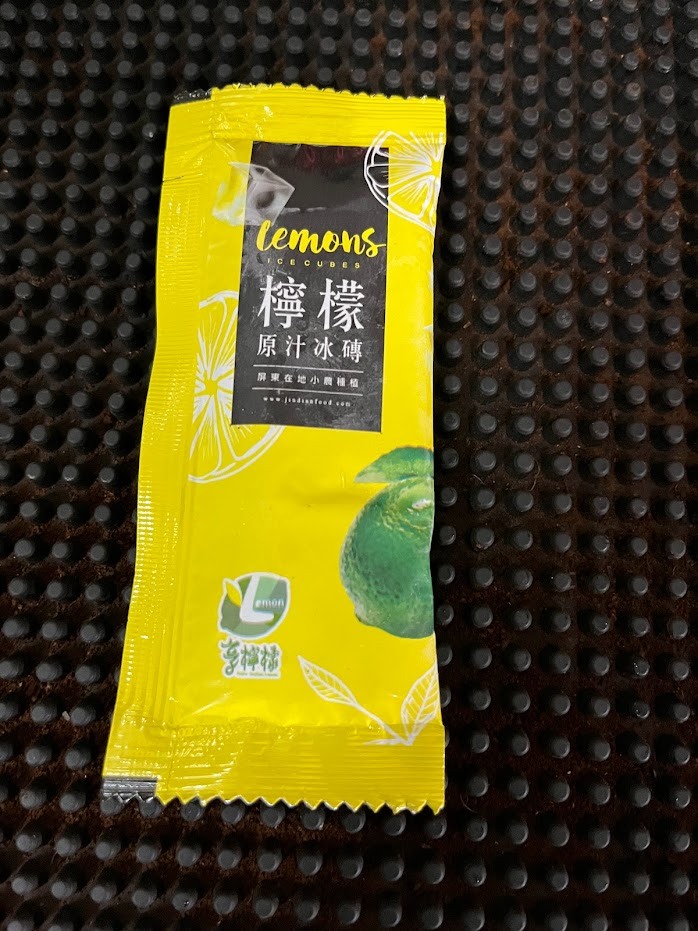 Lemons
ICE CUBES
檸檬
原汁冰磚
屏東在地小農種植
www.jindianfood.com
Lemon
享檸檬